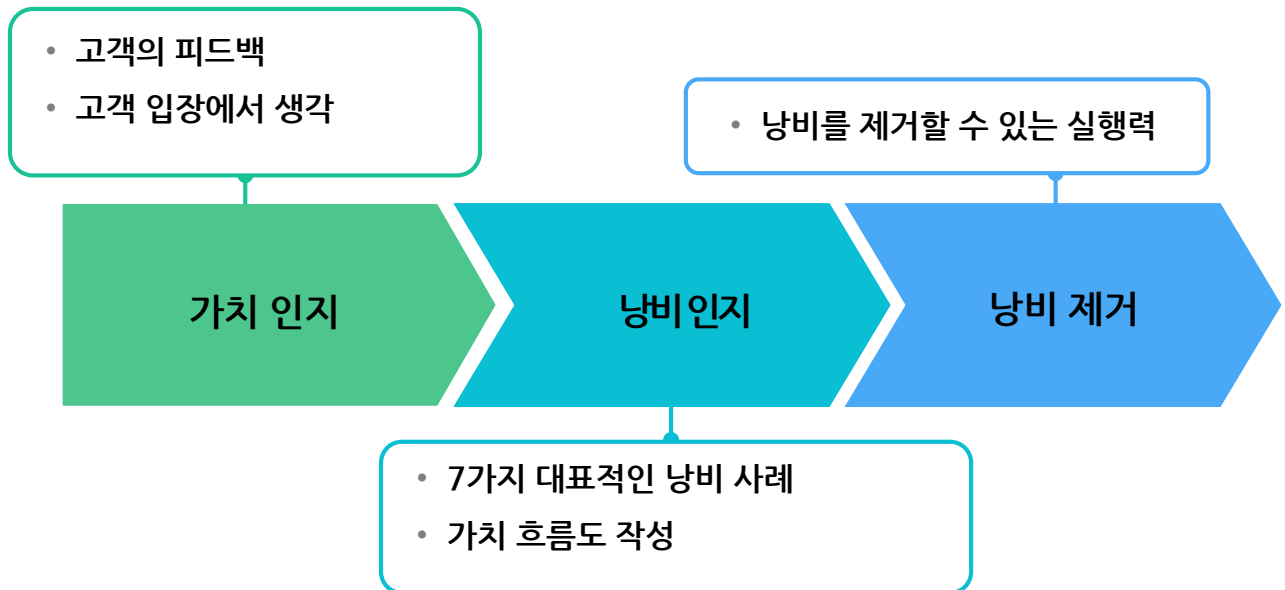 • 고객의 피드백
• 고객 입장에서 생각
• 낭비를 제거할 수 있는 실행력
가치 인지
낭비인지
낭비 제거
• 7가지 대표적인 낭비 사례
• 가치 흐름도 작성